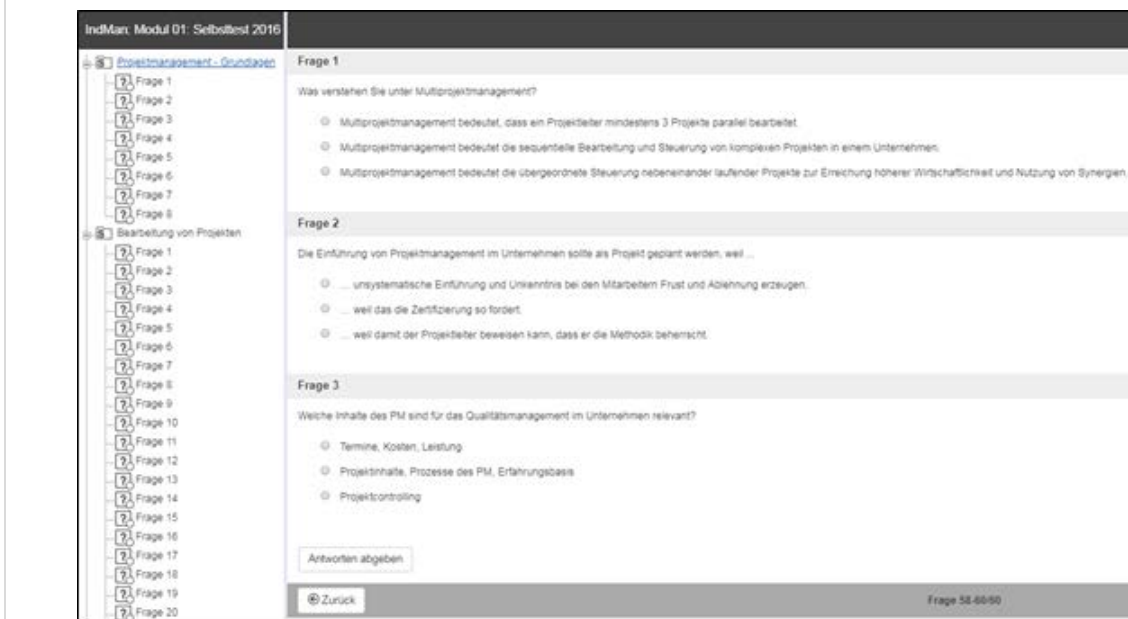 IndMan: Modul 01: Selbsttest 2016
Projektmanagement - Grundlagen
Frage 1
Frage 2
Frage 3
Frage 4
Frage 5
Frage 6
Frage 7
Frage 8
Bearbeitung von Projekten
Frage 1
Frage 2
Frage 3
Frage 4
Frage 5
Frage 6
Frage 7
Frage 8
Frage 9
Frage 10
Frage 11
Frage 12
Frage 13
Frage 14
Frage 15
Frage 16
Frage 17
Frage 18
Frage 19
Frage 20
Frage 1
Was verstehen Sie unter Multiprojektmanagement?
Multiprojektmanagement bedeutet, dass ein Projektleiter mindestens 3 Projekte parallel bearbeitet.
Multiprojektmanagement bedeutet die sequentielle Bearbeitung und Steuerung von komplexen Projekten in einem Unternehmen.
Multiprojektmanagement bedeutet die übergeordnete Steuerung nebeneinander laufender Projekte zur Erreichung höherer Wirtschaftlichkeit und Nutzung von Synergien.
Frage 2
Die Einführung von Projektmanagement im Unternehmen sollte als Projekt geplant werden, weil ...
... unsystematische Einführung und Unkenntnis bei den Mitarbeitern Frust und Ablehnung erzeugen.
... weil das die Zertifizierung so fordert.
... weil damit der Projektleiter beweisen kann, dass er die Methodik beherrscht.
Frage 3
Welche Inhalte des PM sind für das Qualitätsmanagement im Unternehmen relevant?
Termine, Kosten, Leistung
Projektinhalte, Prozesse des PM, Erfahrungsbasis
Projektcontrolling
Antworten abgeben
Zurück
Frage 58-60/60